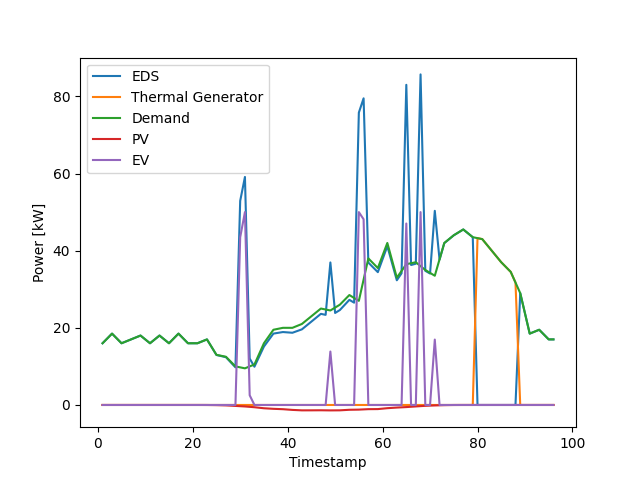 EDS
Thermal Generator
Demand
PV
EV
Power [kW]
80
60
40
20
0
0 20 40 60 80 100
Timestamp